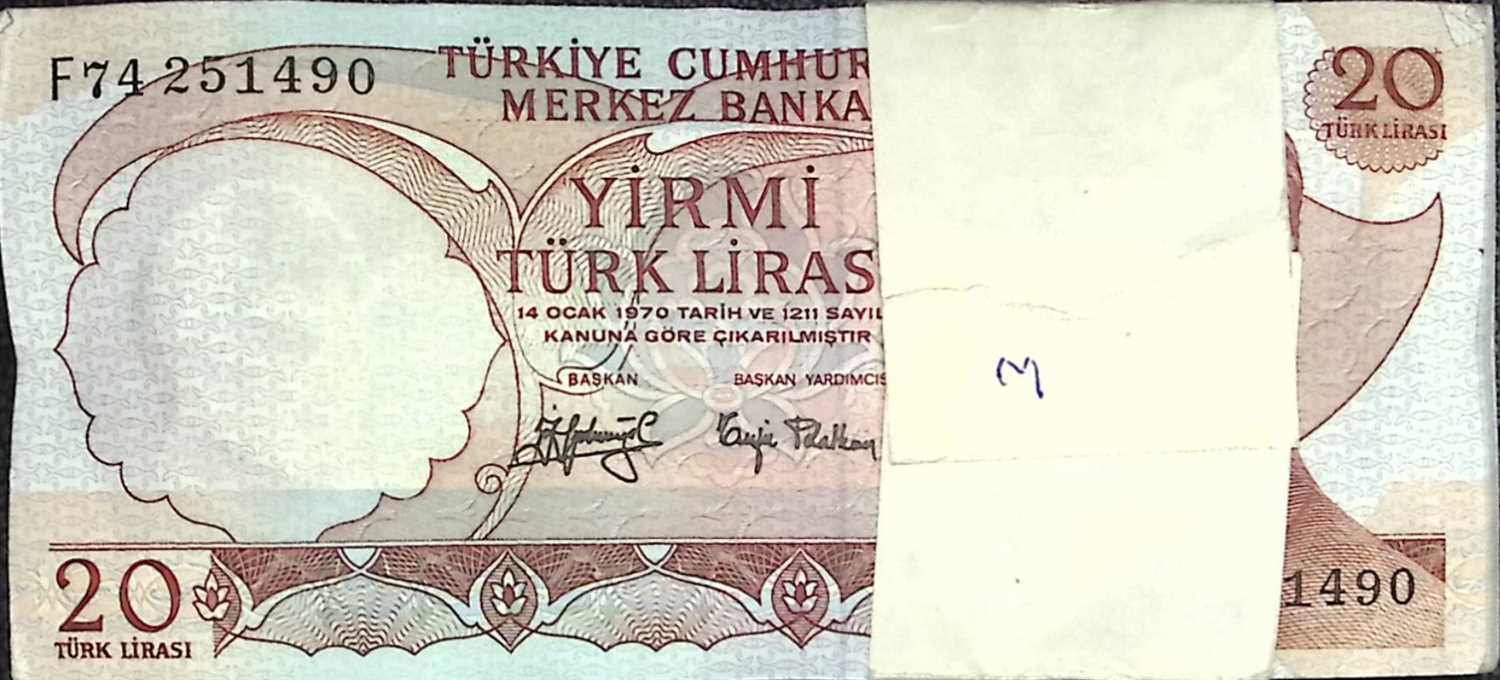 F74 251490
TÜRKİYE CUMHUR
MERKEZ BANKA
20
TÜRK LİRASI
YİRMİ
TÜRK LİRAS
14 OCAK 1970 TARİH VE 1211 SAYIL
KANUNA GÖRE ÇIKARILMIŞTIR
BAŞKAN
BAŞKAN YARDIMCIS
1490
20
TÜRK LİRASI